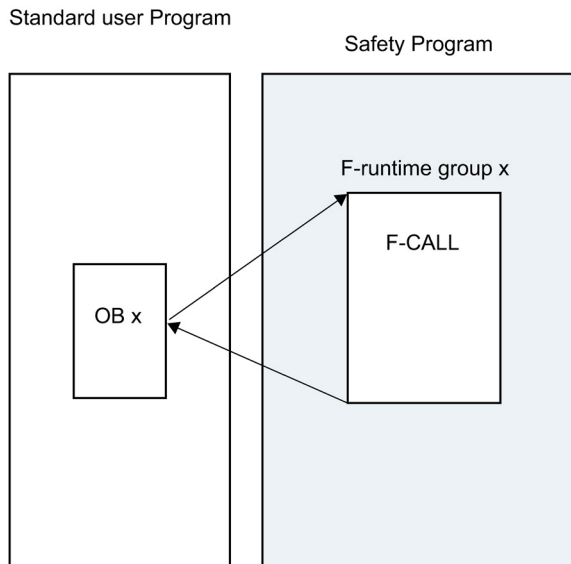 Standard user Program
Safety Program
F-runtime group x
F-CALL
OB x